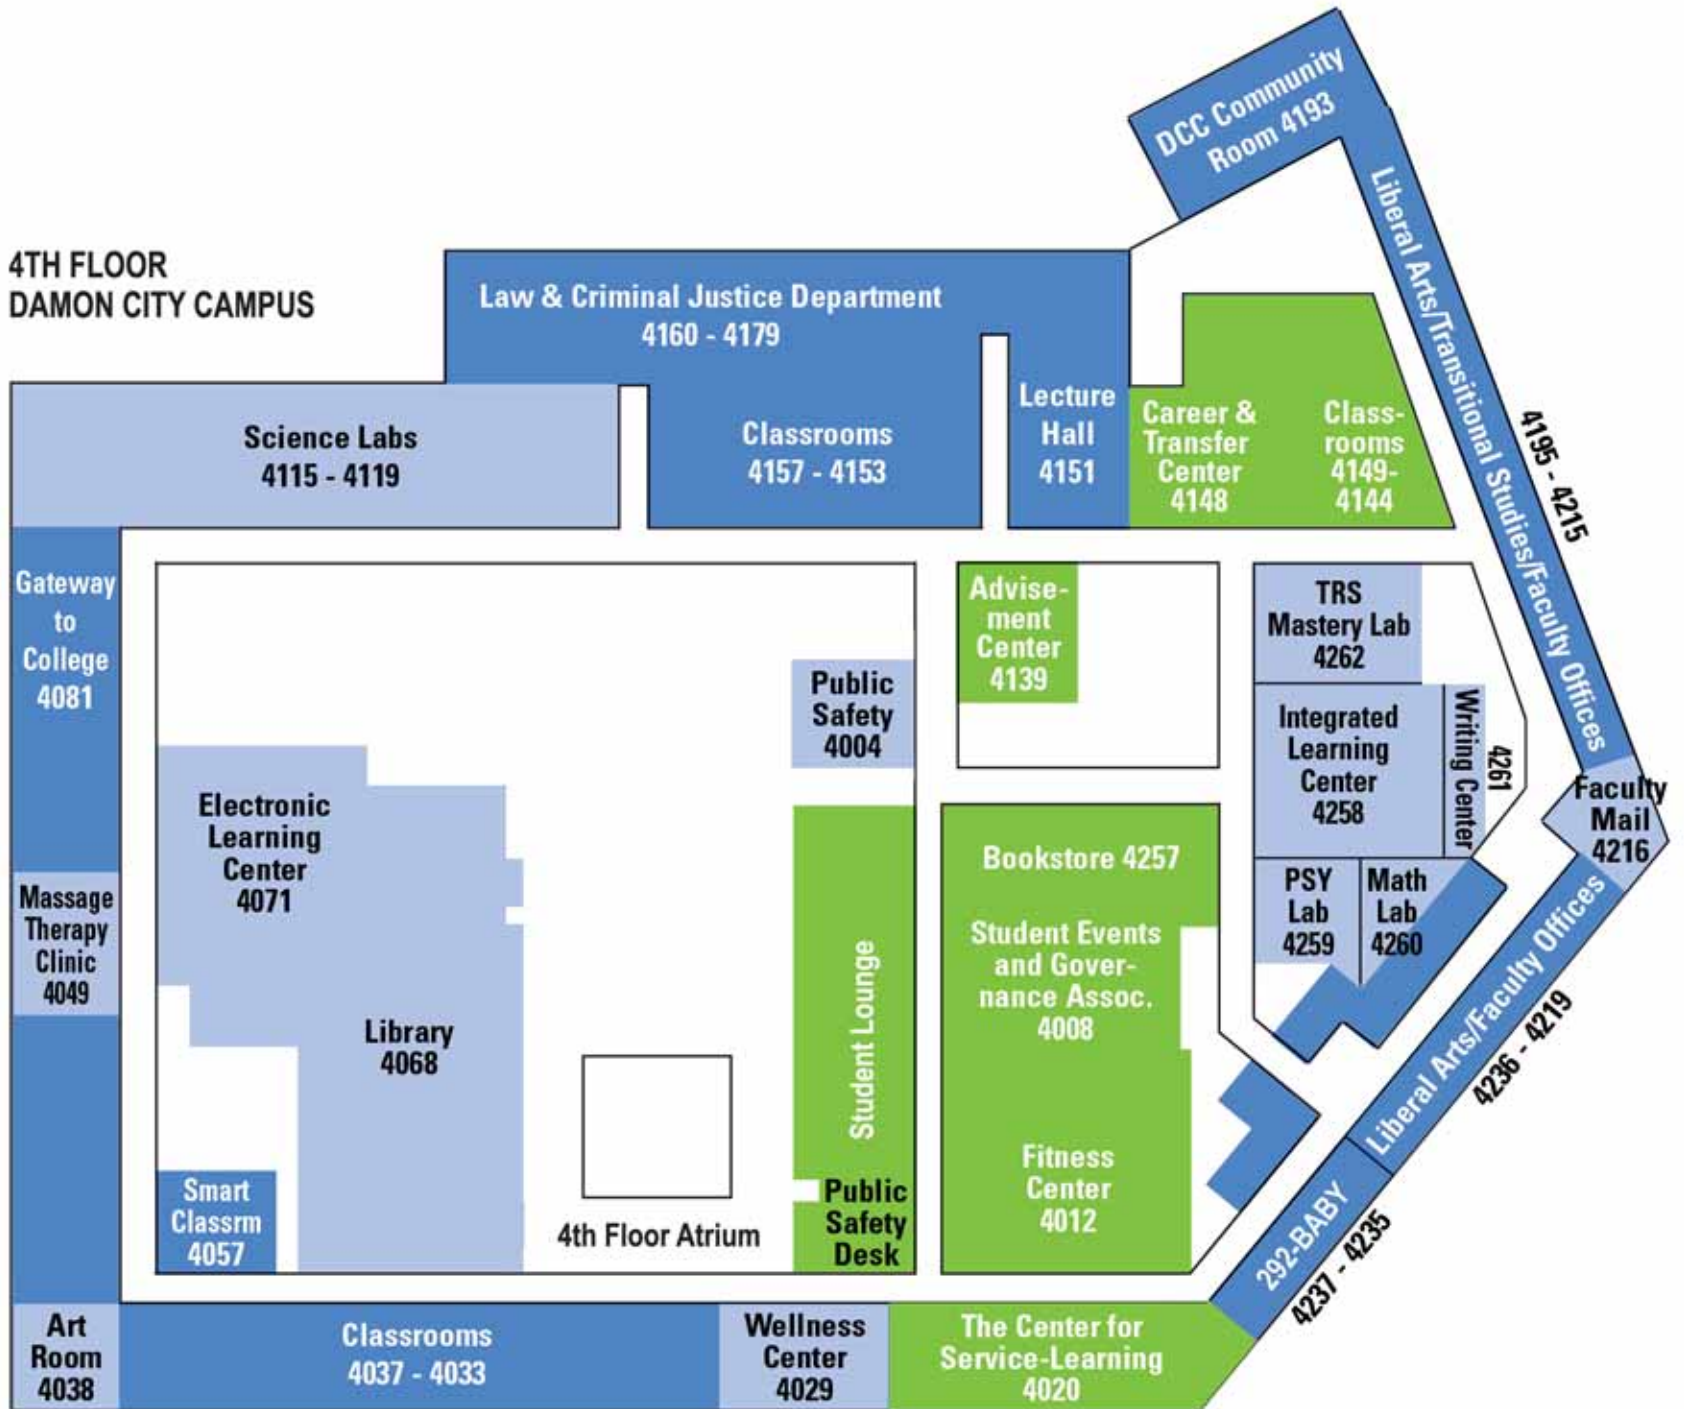 4TH FLOOR
DAMON CITY CAMPUS
DCC Community
Room 4193
Liberal Arts/Transitional Studies/Faculty Offices
4195 - 4215
Law & Criminal Justice Department
4160 - 4179
Science Labs
4115 - 4119
Classrooms
4157 - 4153
Lecture
Hall
4151
Career &
Transfer
Center
4148
Class-
rooms
4149-
4144
Gateway
to
College
4081
Advise-
ment
Center
4139
TRS
Mastery Lab
4262
Public
Safety
4004
Integrated
Learning
Center
4258
Writing Center
4261
Faculty
Mail
4216
Electronic
Learning
Center
4071
Bookstore 4257
PSY
Lab
4259
Math
Lab
4260
Massage
Therapy
Clinic
4049
Student Events
and Gover-
nance Assoc.
4008
Library
4068
Student Lounge
Liberal Arts/Faculty Offices
4236 - 4219
Fitness
Center
4012
Smart
Classrm
4057
4th Floor Atrium
Public
Safety
Desk
292-BABY
4237 - 4235
Art
Room
4038
Classrooms
4037 - 4033
Wellness
Center
4029
The Center for
Service-Learning
4020